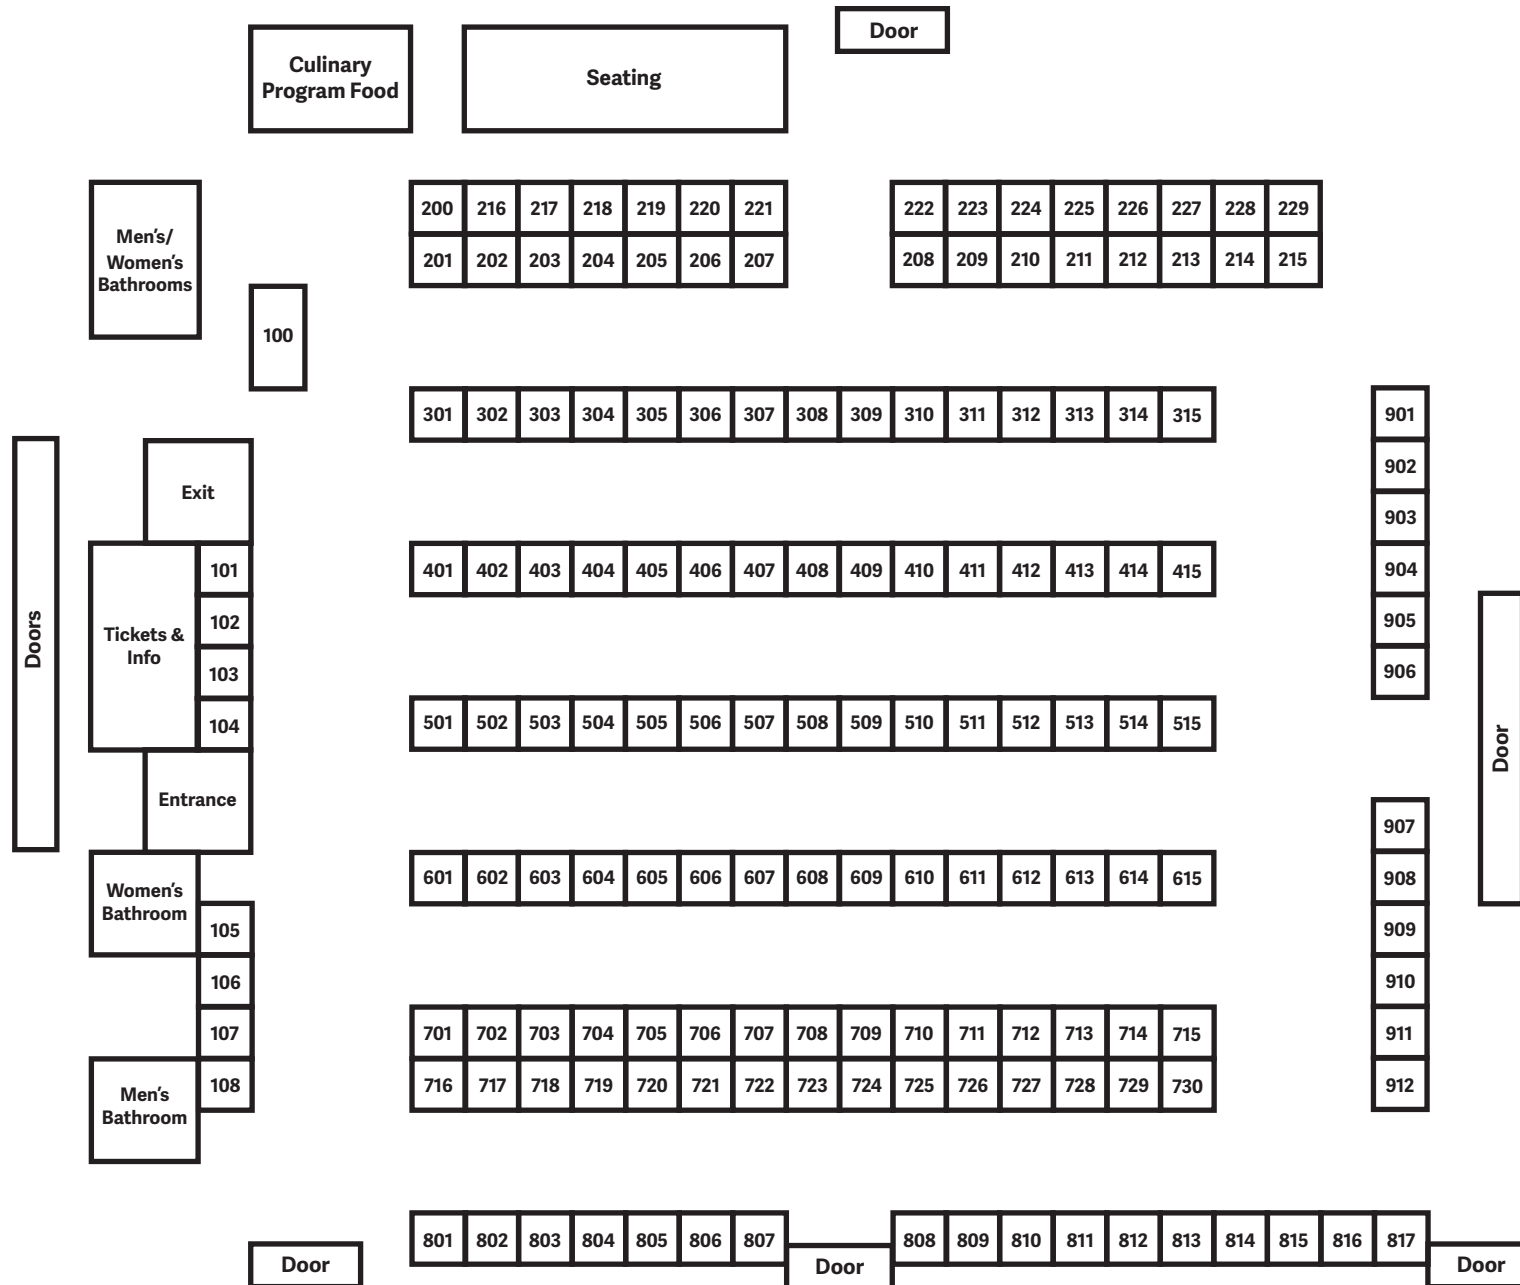 Door
Culinary
Program Food
Seating
Men's/
Women's
Bathrooms
200 216 217 218 219 220 221
222 223 224 225 226 227 228 229
201 202 203 204 205 206 207
208 209 210 211 212 213 214 215
100
301 302 303 304 305 306 307 308 309 310 311 312 313 314 315
Doors
Exit
Tickets &
Info
101
102
103
104
Entrance
401 402 403 404 405 406 407 408 409 410 411 412 413 414 415
501 502 503 504 505 506 507 508 509 510 511 512 513 514 515
901
902
903
904
905
906
Door
907
908
909
910
911
912
Women's
Bathroom
105
106
107
108
Men's
Bathroom
601 602 603 604 605 606 607 608 609 610 611 612 613 614 615
701 702 703 704 705 706 707 708 709 710 711 712 713 714 715
716 717 718 719 720 721 722 723 724 725 726 727 728 729 730
801 802 803 804 805 806 807
808 809 810 811 812 813 814 815 816 817
Door
Door
Door